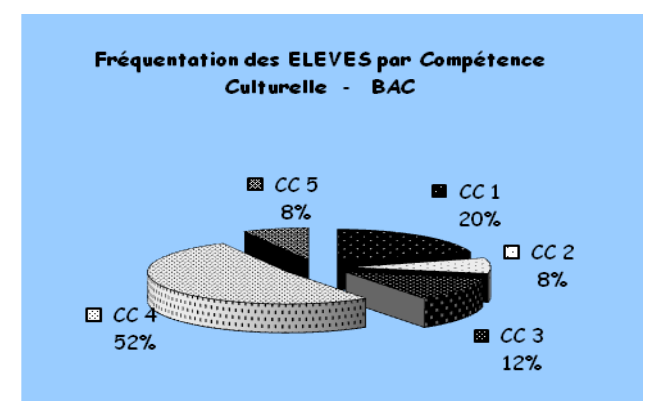 Fréquentation des ELEVES par Compétence
Culturelle - BAC
CC 5
8%
CC 1
20%
CC 2
8%
CC 4
52%
CC 3
12%